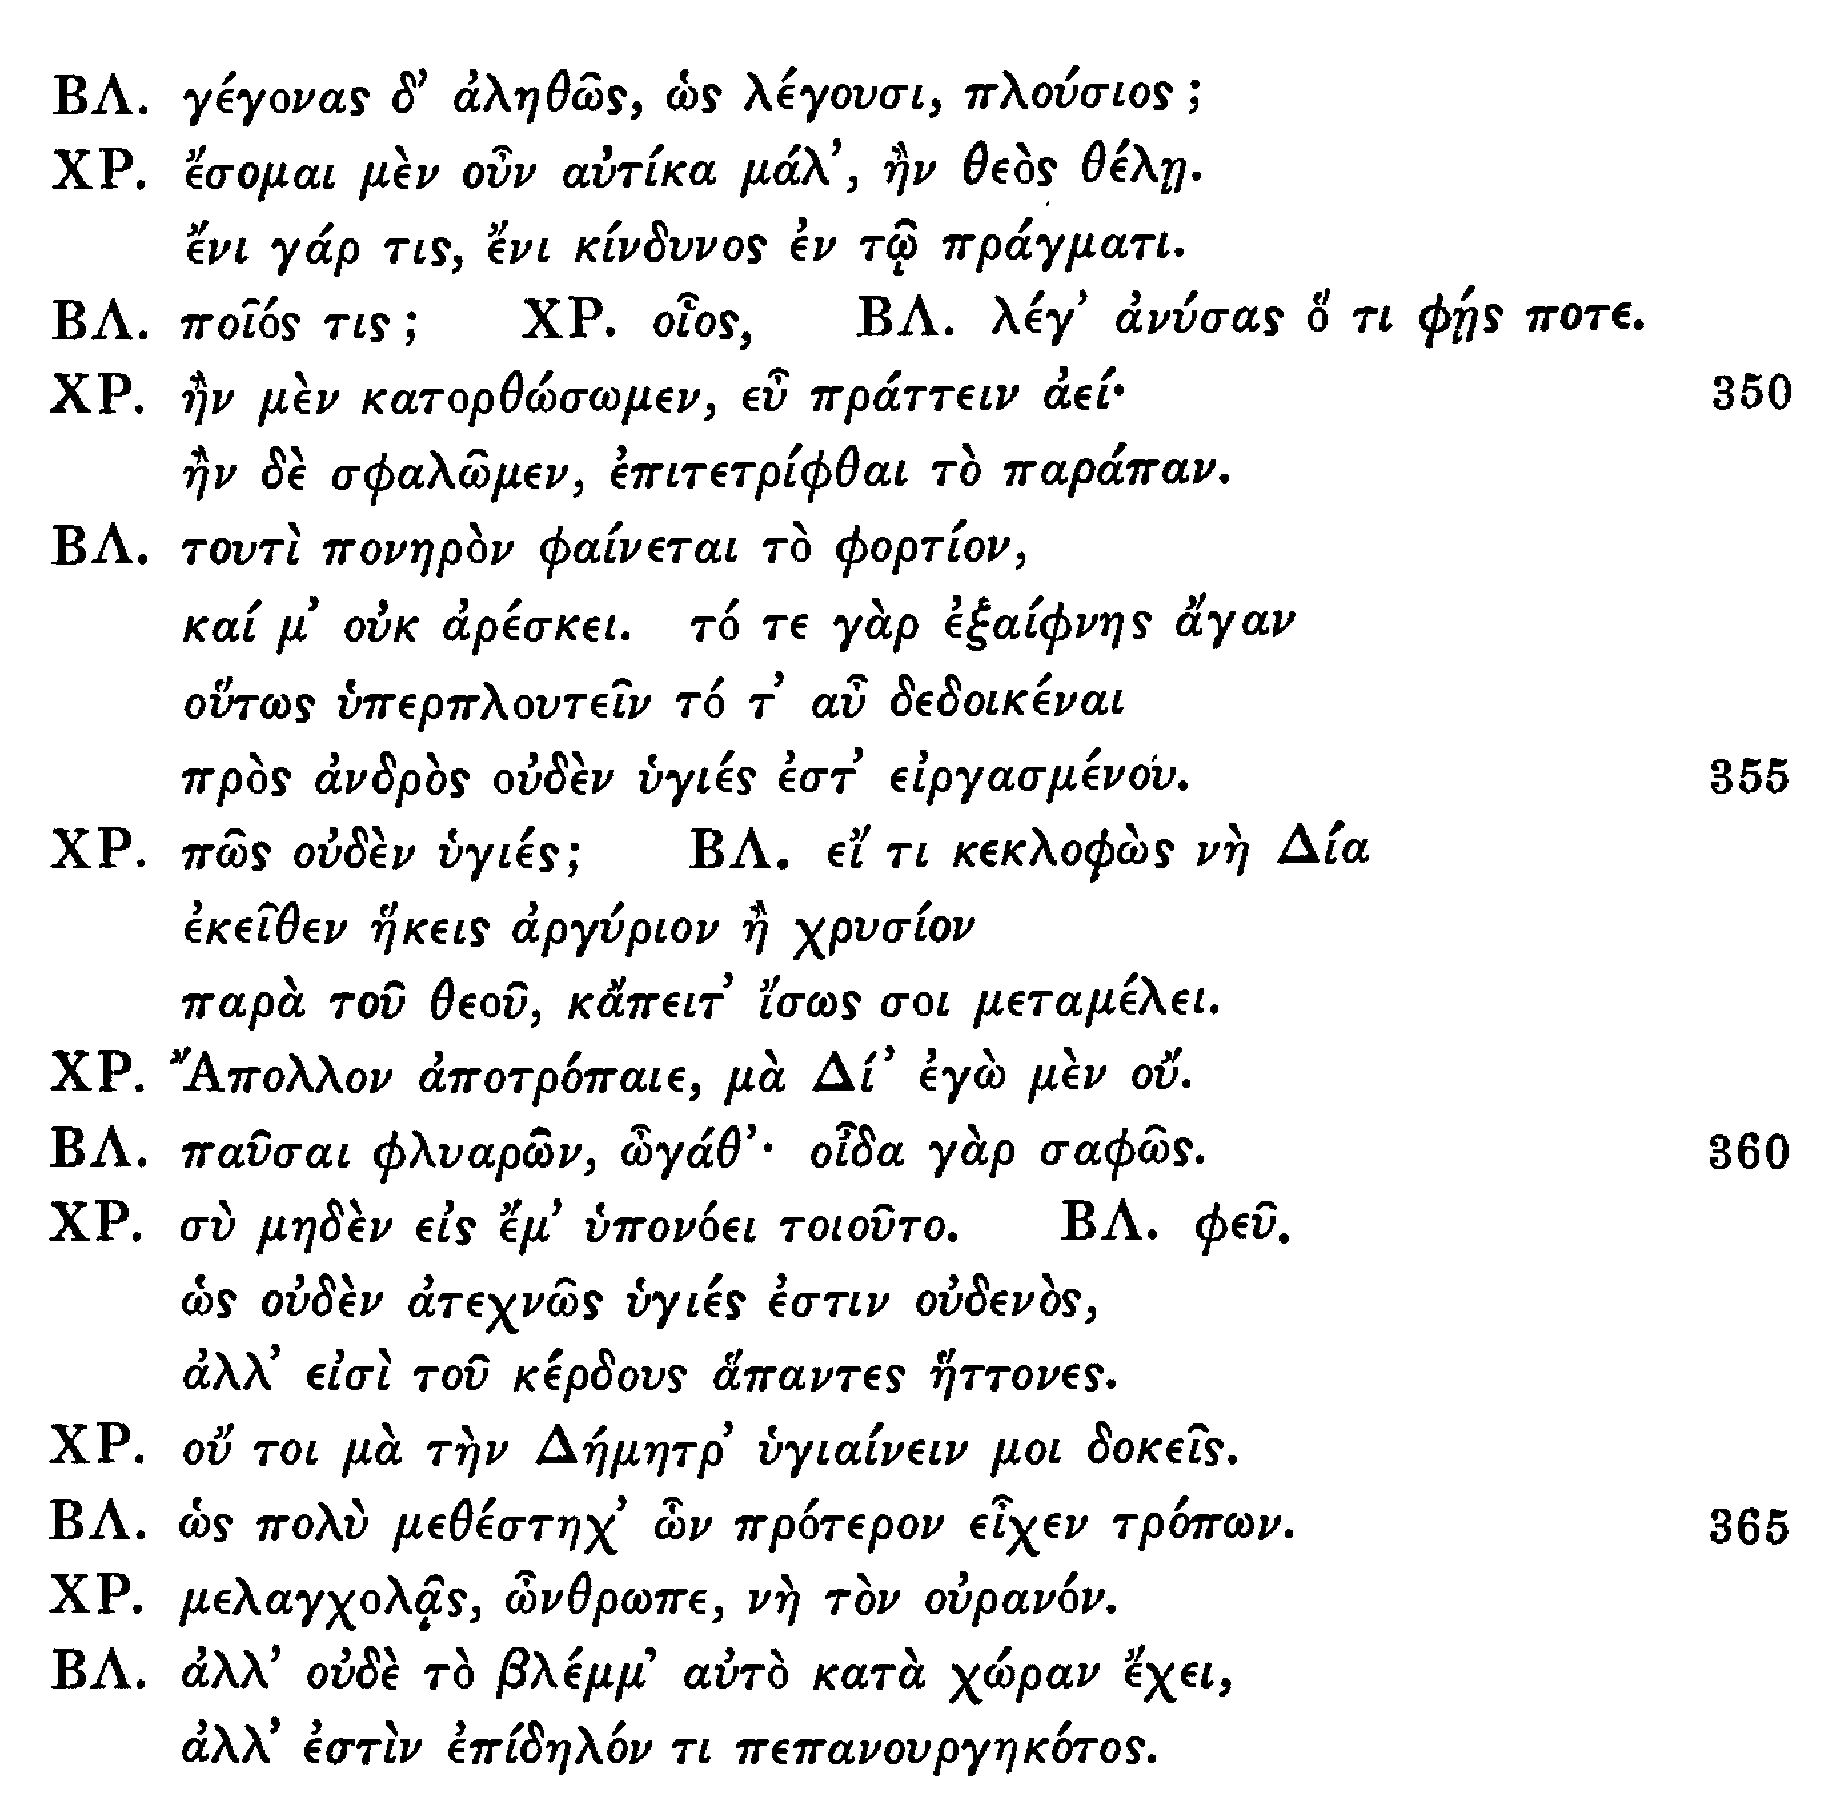 ΒΛ. γέγονας δ’ ἀληθῶς, ὡς λέγουσι, πλούσιος ;
ΧΡ. ἔσομαι μὲν οὖν αὐτίκα μάλ’, ἢν θεὸς θέλῃ.
ἔνι γάρ τις, ἔνι κίνδυνος ἐν τῷ πράγματι.
ΒΛ. ποῖός τις ; ΧΡ. οἷος, ΒΛ. λέγ’ ἀνύσας ὅ τι φῄς ποτε.
ΧΡ. ἢν μὲν κατορθώσωμεν, εὖ πράττειν ἀεί· 350
ἢν δὲ σφαλῶμεν, ἐπιτετρίφθαι τὸ παράπαν.
ΒΛ. τουτὶ πονηρὸν φαίνεται τὸ φορτίον,
καί μ’ οὐκ ἀρέσκει. τό τε γὰρ ἐξαίφνης ἄγαν
οὕτως ὑπερπλουτεῖν τό τ’ αὖ δεδοικέναι
πρὸς ἀνδρὸς οὐδὲν ὑγιές ἐστ’ εἰργασμένου. 355
ΧΡ. πῶς οὐδὲν ὑγιές; ΒΛ. εἴ τι κεκλοφὼς νὴ Δία
ἐκεῖθεν ἥκεις ἀργύριον ἢ χρυσίον
παρὰ τοῦ θεοῦ, κἄπειτ’ ἴσως σοι μεταμέλει.
ΧΡ. Ἄπολλον ἀποτρόπαιε, μὰ Δί’ ἐγὼ μὲν οὔ.
ΒΛ. παῦσαι φλυαρῶν, ὦγάθ’· οἶδα γὰρ σαφῶς. 360
ΧΡ. σὺ μηδὲν εἰς ἔμ’ ὑπονόει τοιοῦτο. ΒΛ. φεῦ.
ὡς οὐδὲν ἀτεχνῶς ὑγιές ἐστιν οὐδενὸς,
ἀλλ’ εἰσὶ τοῦ κέρδους ἅπαντες ἥττονες.
ΧΡ. οὔ τοι μὰ τὴν Δήμητρ’ ὑγιαίνειν μοι δοκεῖς.
ΒΛ. ὡς πολὺ μεθέστηχ’ ὧν πρότερον εἶχεν τρόπων. 365
ΧΡ. μελαγχολᾷς, ὦνθρωπε, νὴ τὸν οὐρανόν.
ΒΛ. ἀλλ’ οὐδὲ τὸ βλέμμ’ αὐτὸ κατὰ χώραν ἔχει,
ἀλλ’ ἐστὶν ἐπίδηλόν τι πεπανουργηκότος.